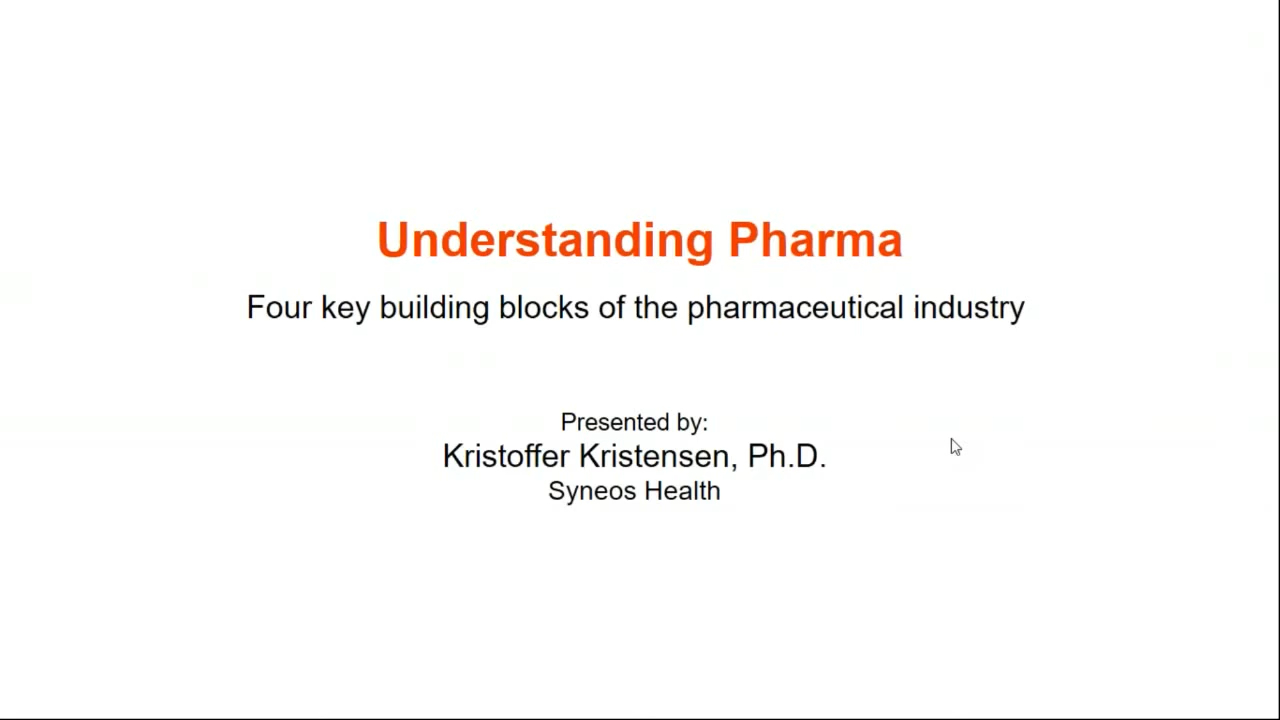 Understanding Pharma
Four key building blocks of the pharmaceutical industry
Presented by:
Kristoffer Kristensen, Ph.D.
Syneos Health